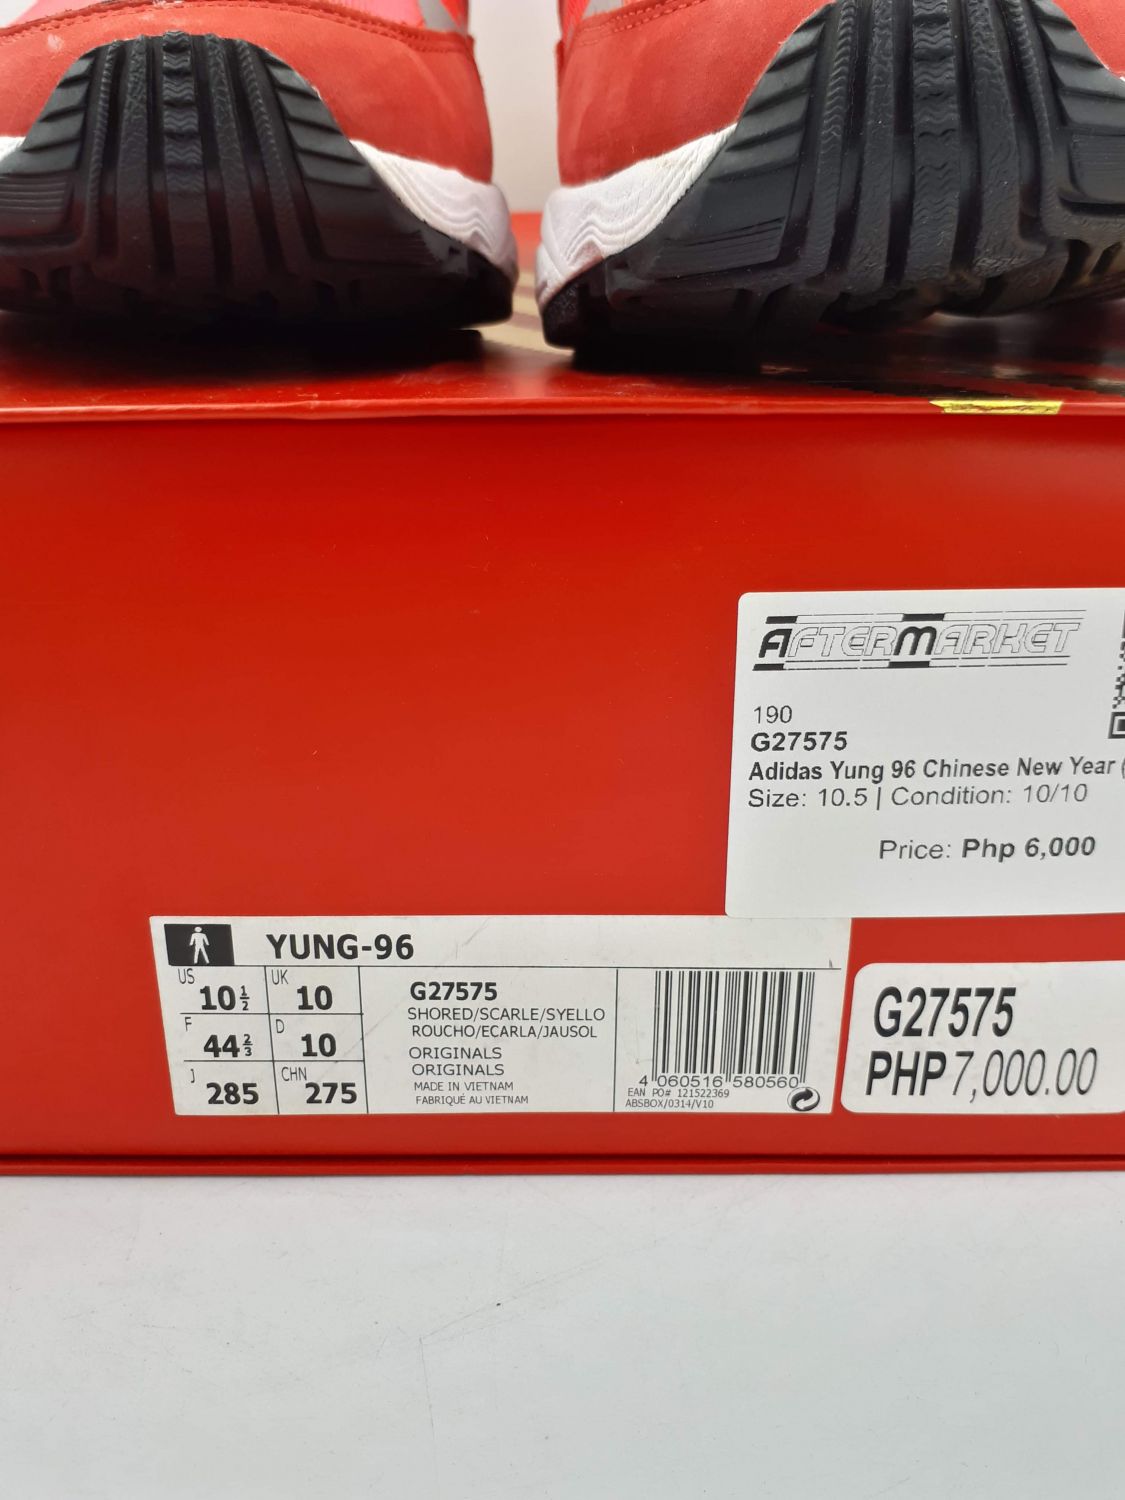 AFTERMARKET
190
G27575
Adidas Yung 96 Chinese New Year (
Size: 10.5 | Condition: 10/10
Price: Php 6,000
YUNG-96
US 10½ UK 10
F 44⅔ D 10
J 285 CHN 275
G27575
SHORED/SCARLE/SYELLO
ROUCHO/ECARLA/JAUSOL
ORIGINALS
ORIGINALS
MADE IN VIETNAM
FABRIQUÉ AU VIETNAM
4 060516 580560
EAN PO# 121522369
ABSBOX/0314/V10
G27575
PHP 7,000.00